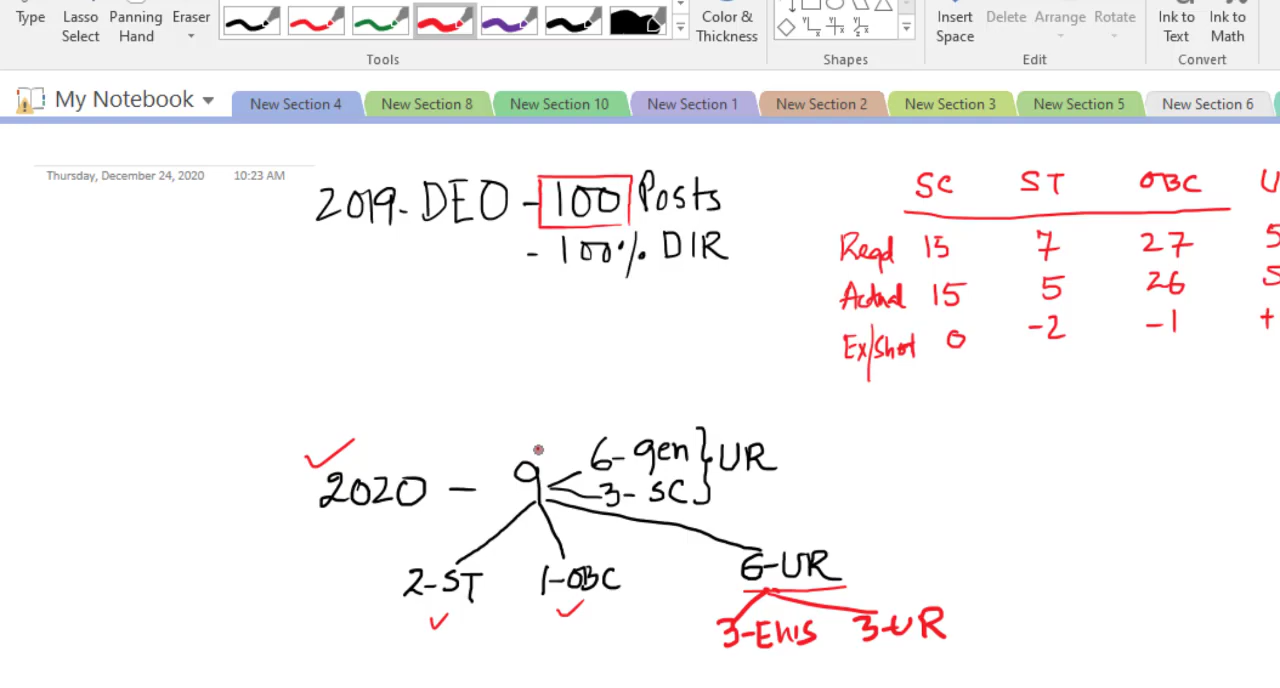 Type
Lasso Select
Panning Hand
Eraser
Color & Thickness
Insert Space
Delete
Arrange
Rotate
Ink to Text
Ink to Math
Tools
Shapes
Edit
Convert
My Notebook
New Section 4
New Section 8
New Section 10
New Section 1
New Section 2
New Section 3
New Section 5
New Section 6
Thursday, December 24, 2020 10:23 AM
2019- DEO - 100 Posts
- 100% DIR
SC ST OBC U
Reqd 15 7 27 5
Actual 15 5 26 5
Ex/Shot 0 -2 -1 +
2020 - 9
6- gen } UR
3- SC
2-ST 1-OBC 6-UR
3-EWS 3-UR